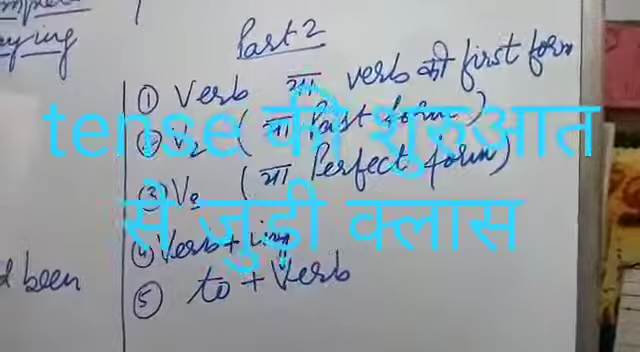 aying
Part 2
① Verb या verb की first form
② V₂ (या Past form)
tense की शुरुआत
③ V₃ (या Perfect form)
से जुड़ी क्लास
④ Verb + ing
d been
⑤ to + Verb